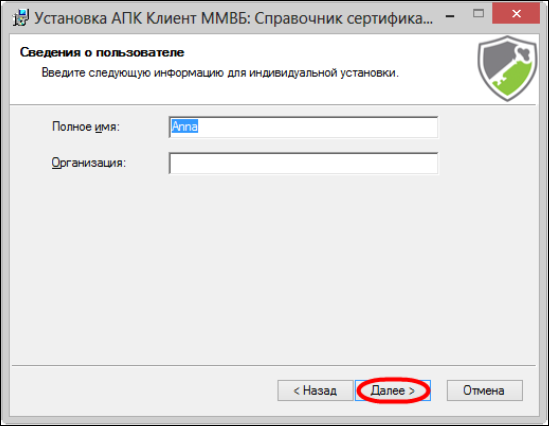 Установка АПК Клиент ММВБ: Справочник сертифика...
Сведения о пользователе
Введите следующую информацию для индивидуальной установки.
Полное имя:
Anna
Организация:
< Назад
Далее >
Отмена